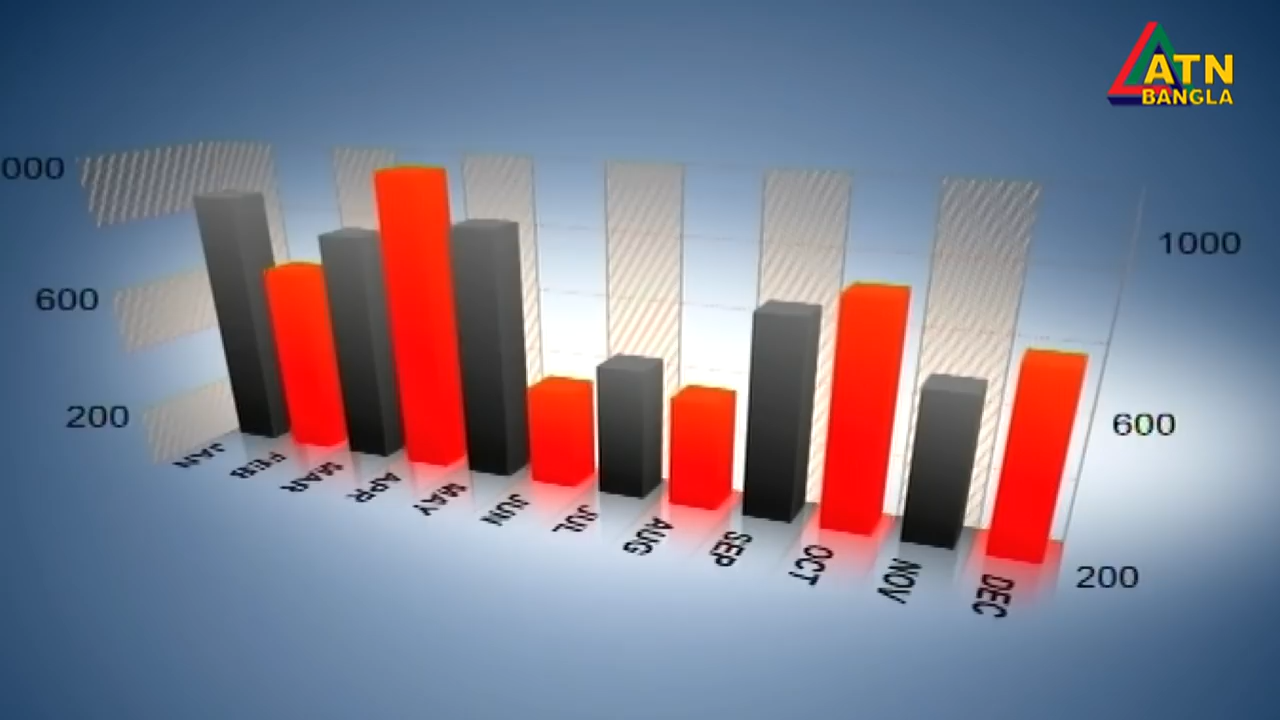 ATN
BANGLA
000
600
200
1000
600
200
JAN
FEB
MAR
APR
MAY
JUN
JUL
AUG
SEP
OCT
NOV
DEC